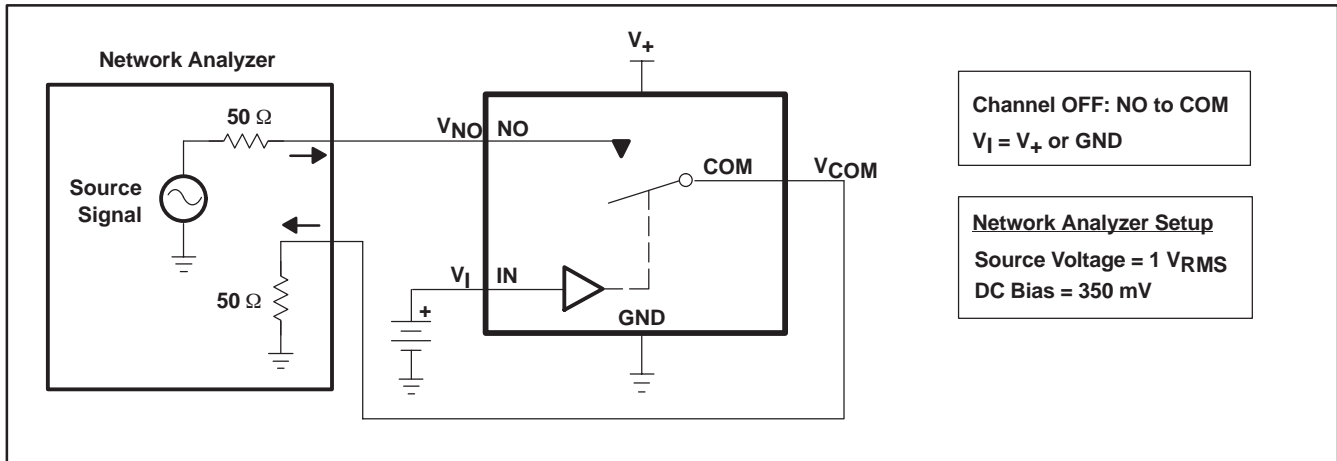 Network Analyzer
50 Ω
Source
Signal
50 Ω
V+
VNO NO
COM VCOM
VI IN
+
GND
Channel OFF: NO to COM
VI = V+ or GND
Network Analyzer Setup
Source Voltage = 1 VRMS
DC Bias = 350 mV